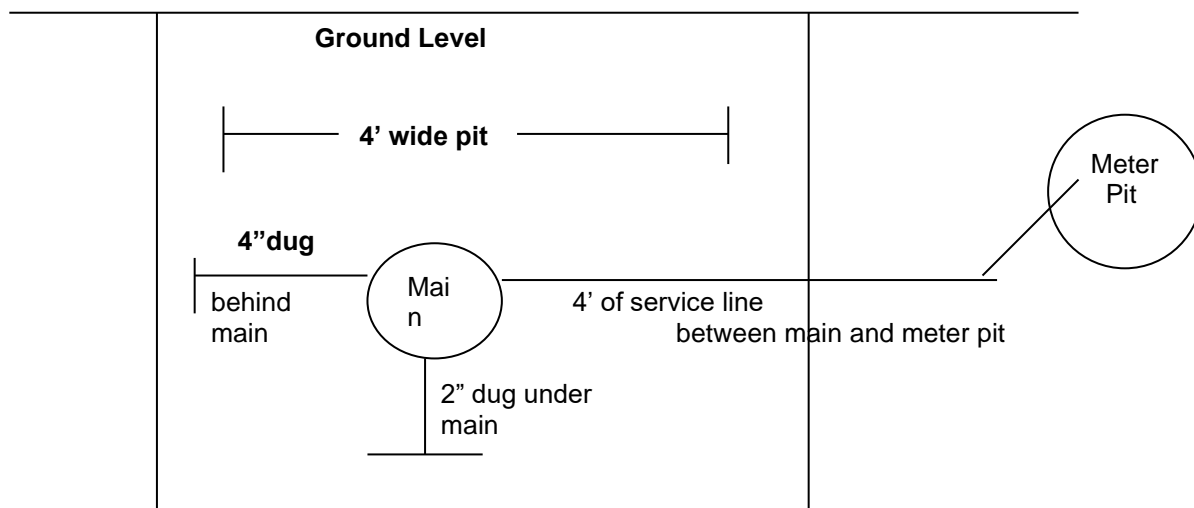 Ground Level
4’ wide pit
Meter
Pit
4”dug
behind
main
Mai
n
4’ of service line
between main and meter pit
2” dug under
main